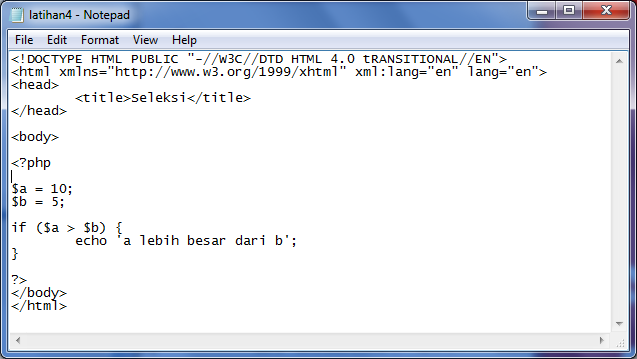 latihan4 - Notepad
File Edit Format View Help
<!DOCTYPE HTML PUBLIC "-//W3C//DTD HTML 4.0 tRANSITIONAL//EN">
<html xmlns="http://www.w3.org/1999/xhtml" xml:lang="en" lang="en">
<head>
	<title>Seleksi</title>
</head>

<body>

<?php

$a = 10;
$b = 5;

if ($a > $b) {
	echo 'a lebih besar dari b';
}

?>
</body>
</html>